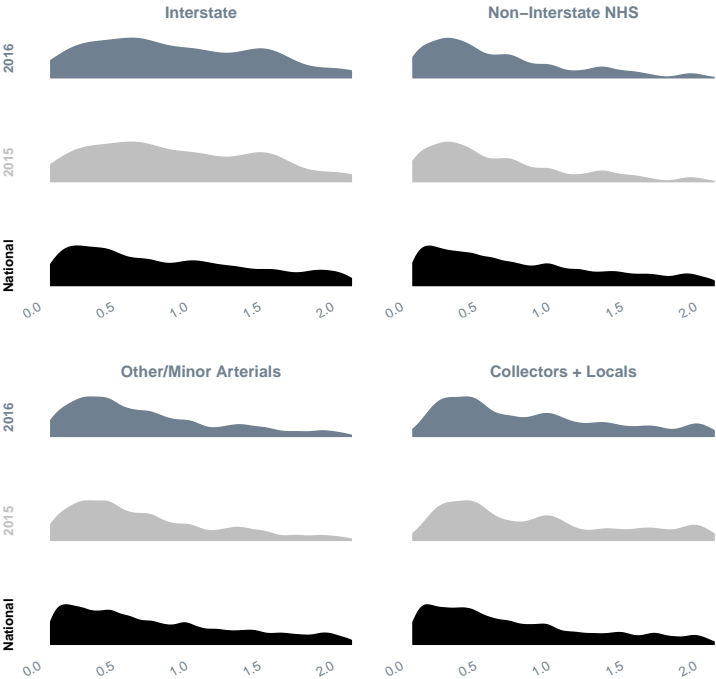 Interstate
Non−Interstate NHS
2016
2015
National
0.0 0.5 1.0 1.5 2.0
0.0 0.5 1.0 1.5 2.0
Other/Minor Arterials
Collectors + Locals
2016
2015
National
0.0 0.5 1.0 1.5 2.0
0.0 0.5 1.0 1.5 2.0